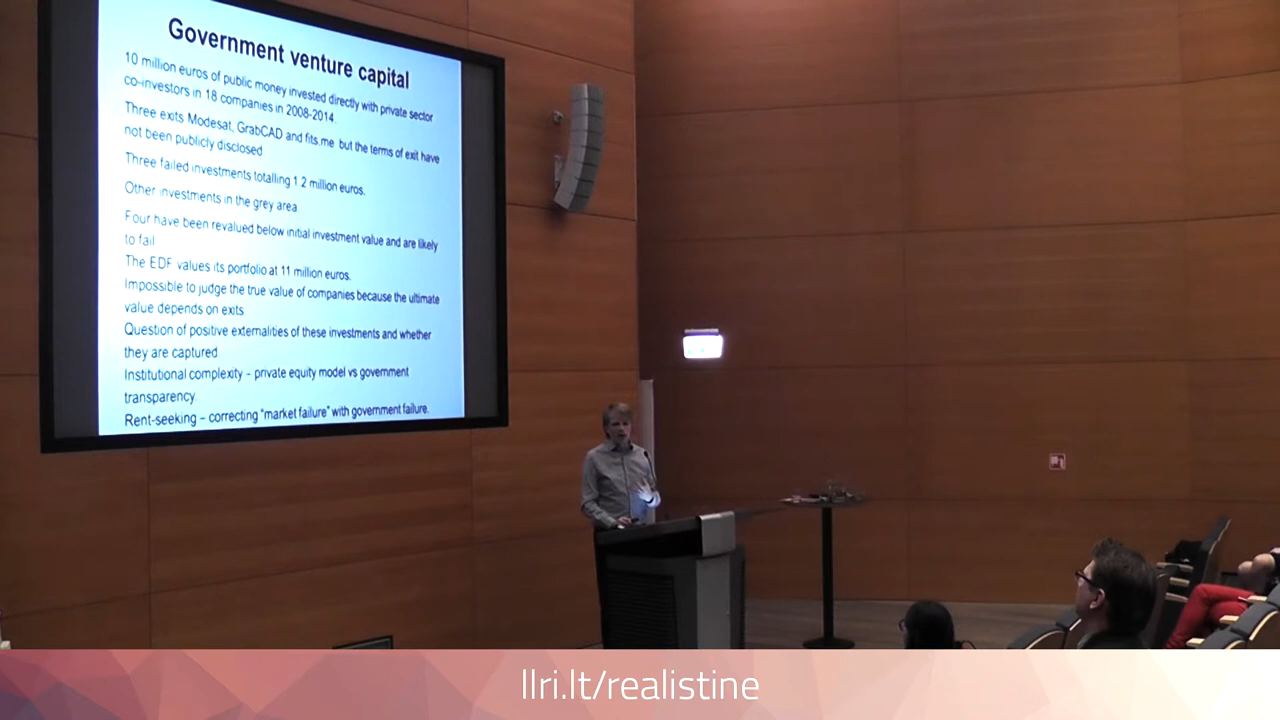 Government venture capital
10 million euros of public money invested directly with private sector
co-investors in 18 companies in 2008-2014.
Three exits Modesat, GrabCAD and fits.me but the terms of exit have
not been publicly disclosed
Three failed investments totalling 1.2 million euros.
Other investments in the grey area
Four have been revalued below initial investment value and are likely
to fail
The EDF values its portfolio at 11 million euros.
Impossible to judge the true value of companies because the ultimate
value depends on exits
Question of positive externalities of these investments and whether
they are captured
Institutional complexity – private equity model vs government
transparency.
Rent-seeking – correcting "market failure" with government failure.
llri.lt/realistine